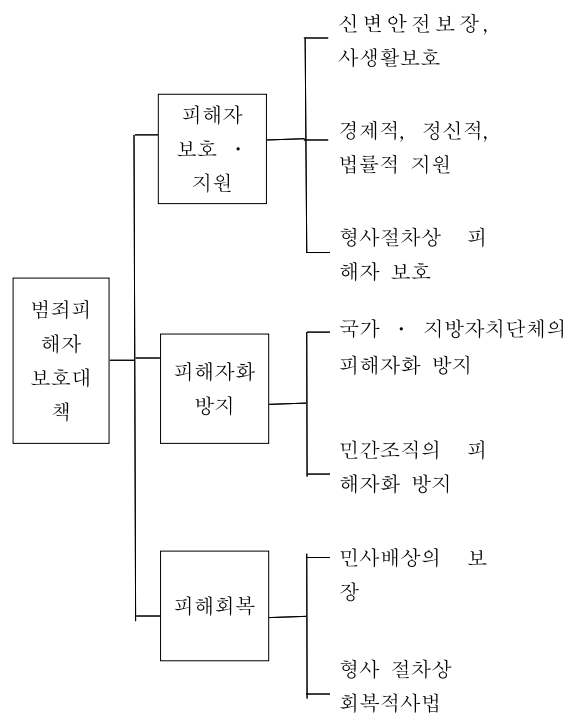 범죄피
해자
보호대
책
피해자
보호 ·
지원
신변안전보장,
사생활보호
경제적, 정신적,
법률적 지원
형사절차상 피
해자 보호
피해자화
방지
국가 · 지방자치단체의
피해자화 방지
민간조직의 피
해자화 방지
피해회복
민사배상의 보
장
형사 절차상
회복적사법